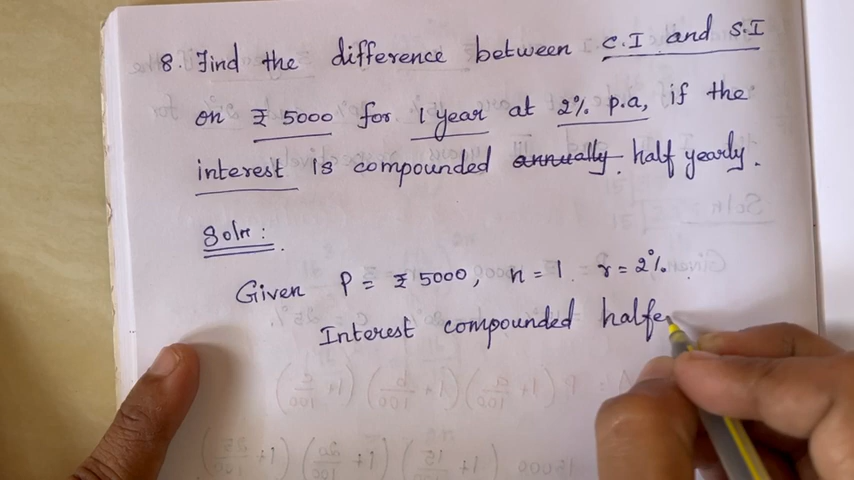 8. Find the difference between C.I and S.I
on ₹ 5000 for 1 year at 2% p.a, if the
interest is compounded annually. half yearly.
Soln:
Given P = ₹ 5000, n = 1 r = 2%.
Interest compounded halfe